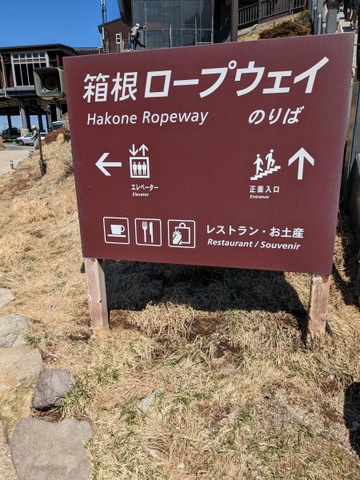 箱根 ロープウェイ
Hakone Ropeway のりば
エレベーター
Elevator
正面入口
Entrance
レストラン・お土産
Restaurant / Souvenir